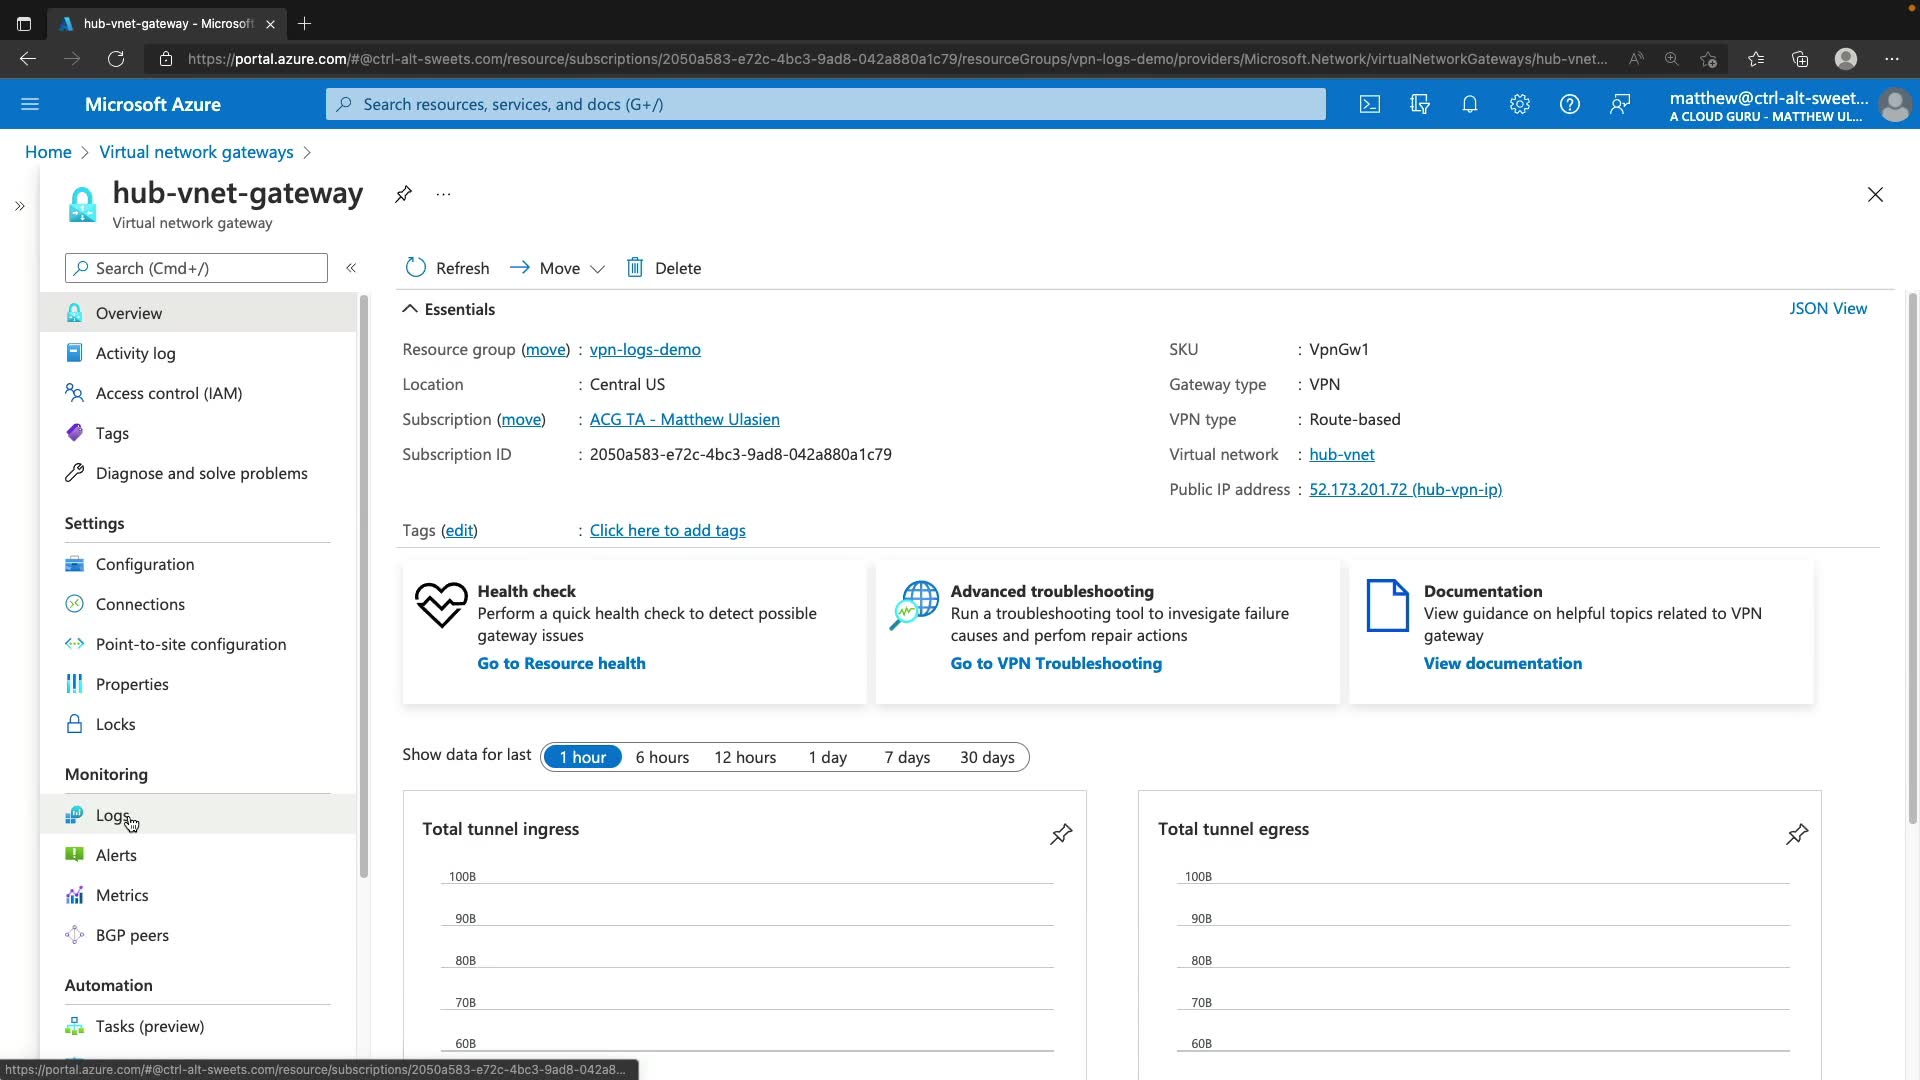 hub-vnet-gateway - Microsoft
https://portal.azure.com/#@ctrl-alt-sweets.com/resource/subscriptions/2050a583-e72c-4bc3-9ad8-042a880a1c79/resourceGroups/vpn-logs-demo/providers/Microsoft.Network/virtualNetworkGateways/hub-vnet...
Microsoft Azure
Search resources, services, and docs (G+/)
matthew@ctrl-alt-sweet...
A CLOUD GURU - MATTHEW UL...
Home > Virtual network gateways >
hub-vnet-gateway
Virtual network gateway
Search (Cmd+/)
Refresh
Move
Delete
Overview
Activity log
Access control (IAM)
Tags
Diagnose and solve problems
Settings
Configuration
Connections
Point-to-site configuration
Properties
Locks
Monitoring
Logs
Alerts
Metrics
BGP peers
Automation
Tasks (preview)
Essentials
JSON View
Resource group (move) : vpn-logs-demo
Location : Central US
Subscription (move) : ACG TA - Matthew Ulasien
Subscription ID : 2050a583-e72c-4bc3-9ad8-042a880a1c79
SKU : VpnGw1
Gateway type : VPN
VPN type : Route-based
Virtual network : hub-vnet
Public IP address : 52.173.201.72 (hub-vpn-ip)
Tags (edit) : Click here to add tags
Health check
Perform a quick health check to detect possible
gateway issues
Go to Resource health
Advanced troubleshooting
Run a troubleshooting tool to invesigate failure
causes and perfom repair actions
Go to VPN Troubleshooting
Documentation
View guidance on helpful topics related to VPN
gateway
View documentation
Show data for last 1 hour 6 hours 12 hours 1 day 7 days 30 days
Total tunnel ingress
100B
90B
80B
70B
60B
Total tunnel egress
100B
90B
80B
70B
60B
https://portal.azure.com/#@ctrl-alt-sweets.com/resource/subscriptions/2050a583-e72c-4bc3-9ad8-042a8...